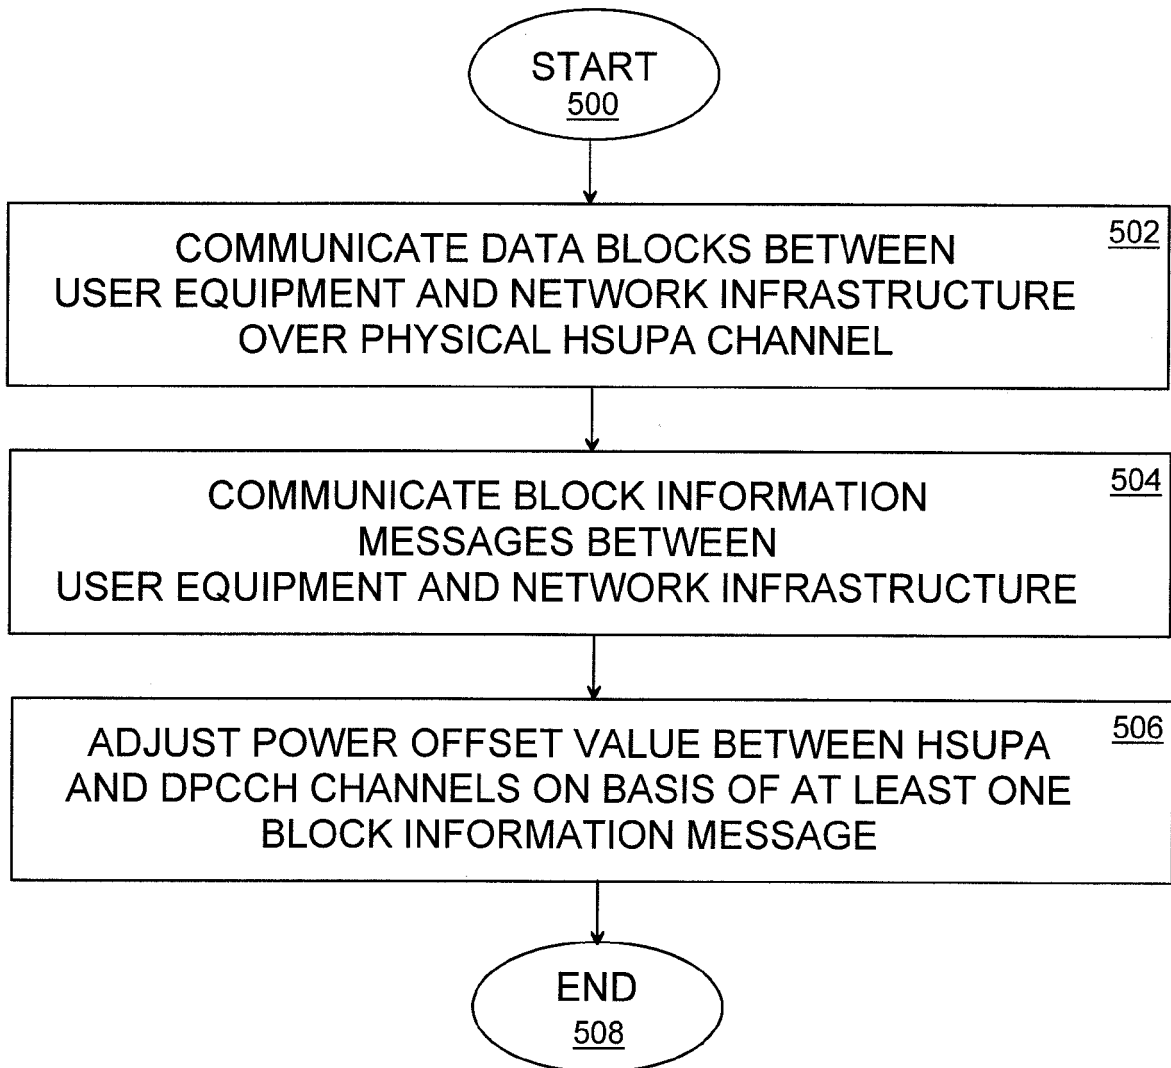 START
500
502
COMMUNICATE DATA BLOCKS BETWEEN
USER EQUIPMENT AND NETWORK INFRASTRUCTURE
OVER PHYSICAL HSUPA CHANNEL
504
COMMUNICATE BLOCK INFORMATION
MESSAGES BETWEEN
USER EQUIPMENT AND NETWORK INFRASTRUCTURE
506
ADJUST POWER OFFSET VALUE BETWEEN HSUPA
AND DPCCH CHANNELS ON BASIS OF AT LEAST ONE
BLOCK INFORMATION MESSAGE
END
508